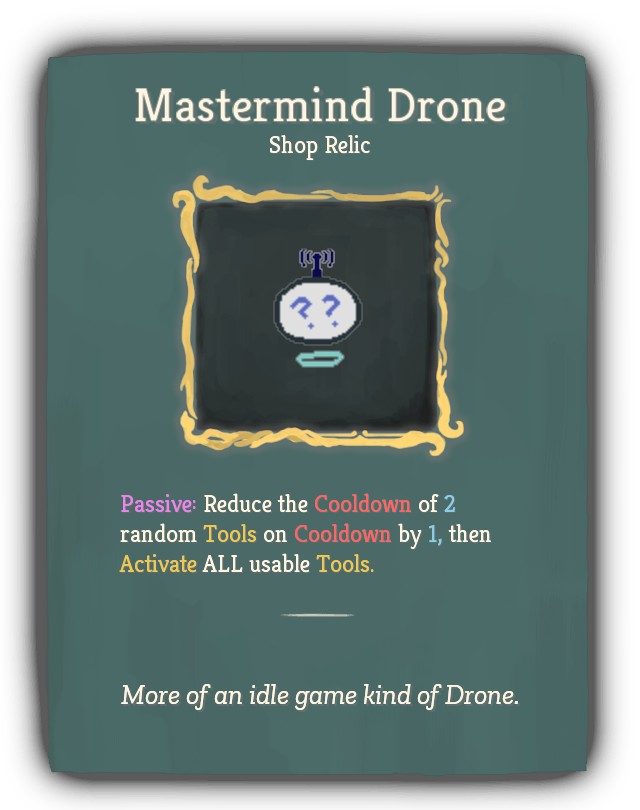 Mastermind Drone
Shop Relic
??
Passive: Reduce the Cooldown of 2
random Tools on Cooldown by 1, then
Activate ALL usable Tools.
More of an idle game kind of Drone.